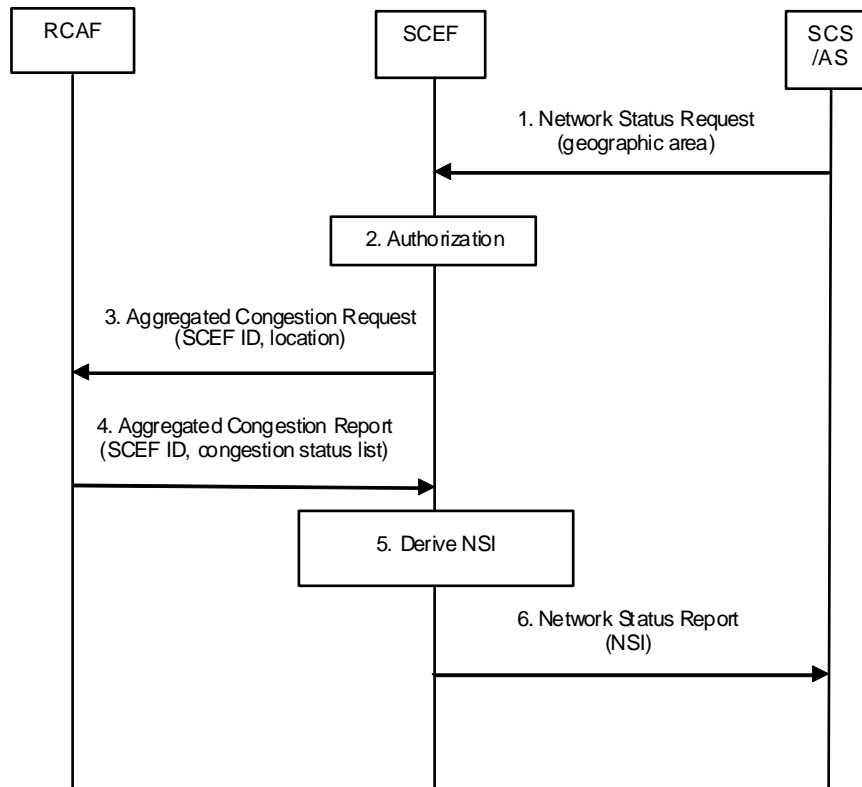 RCAF
SCEF
SCS
/AS
1. Network Status Request
(geographic area)
2. Authorization
3. Aggregated Congestion Request
(SCEF ID, location)
4. Aggregated Congestion Report
(SCEF ID, congestion status list)
5. Derive NSI
6. Network Status Report
(NSI)